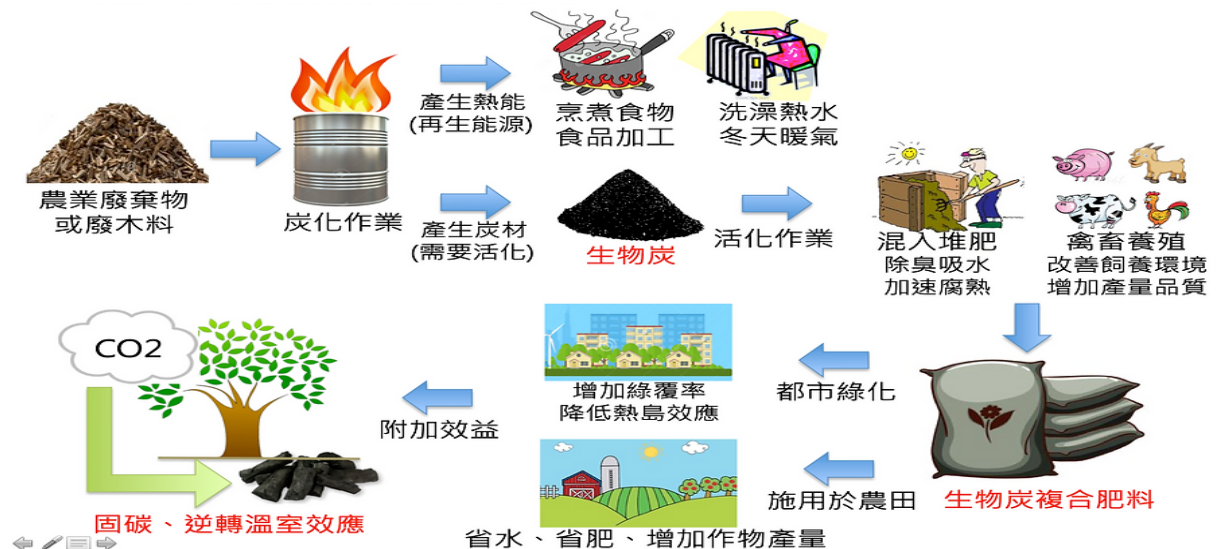 農業廢棄物
或廢木料
炭化作業
產生熱能
(再生能源)
烹煮食物
食品加工
洗澡熱水
冬天暖氣
產生炭材
(需要活化)
生物炭
活化作業
混入堆肥
除臭吸水
加速腐熟
禽畜養殖
改善飼養環境
增加產量品質
生物炭複合肥料
都市綠化
增加綠覆率
降低熱島效應
施用於農田
省水、省肥、增加作物產量
附加效益
CO2
固碳、逆轉溫室效應